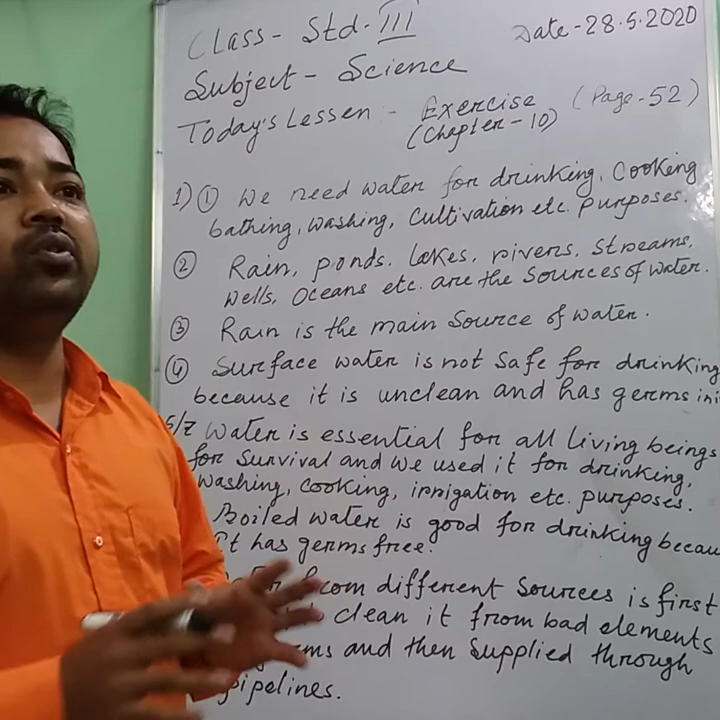 Class - Std - III
Date - 28.5.2020
Subject - Science
Today's Lessen - Exercise (Page - 52)
(Chapter - 10)
1) ① We need water for drinking, cooking
bathing, washing, cultivation etc. purposes.
② Rain, ponds, lakes, rivers, streams,
wells, oceans etc. are the sources of water.
③ Rain is the main source of water.
④ Surface water is not safe for drinking
because it is unclean and has germs in
Water is essential for all living beings
for survival and we used it for drinking,
washing, cooking, irrigation etc. purposes.
Boiled water is good for drinking becau
It has germs free.
from different sources is first
clean it from bad elements
and then supplied through
pipelines.